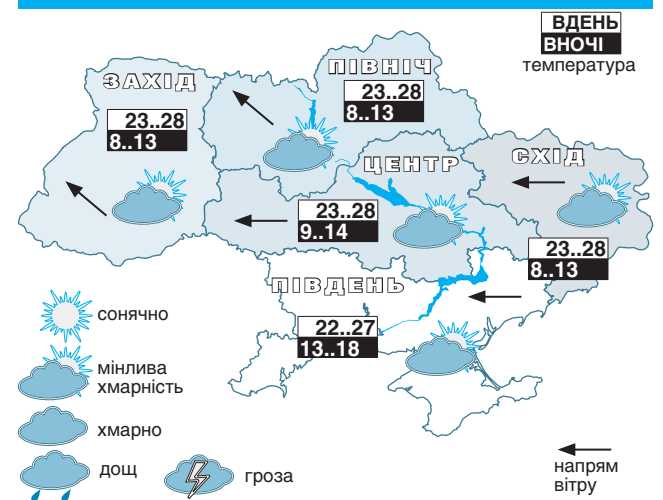 ВДЕНЬ
ВНОЧІ
температура
ЗАХІД
23..28
8..13
ПІВНІЧ
23..28
8..13
ЦЕНТР
23..28
9..14
СХІД
23..28
8..13
ПІВДЕНЬ
22..27
13..18
сонячно
мінлива
хмарність
хмарно
дощ
гроза
напрям
вітру